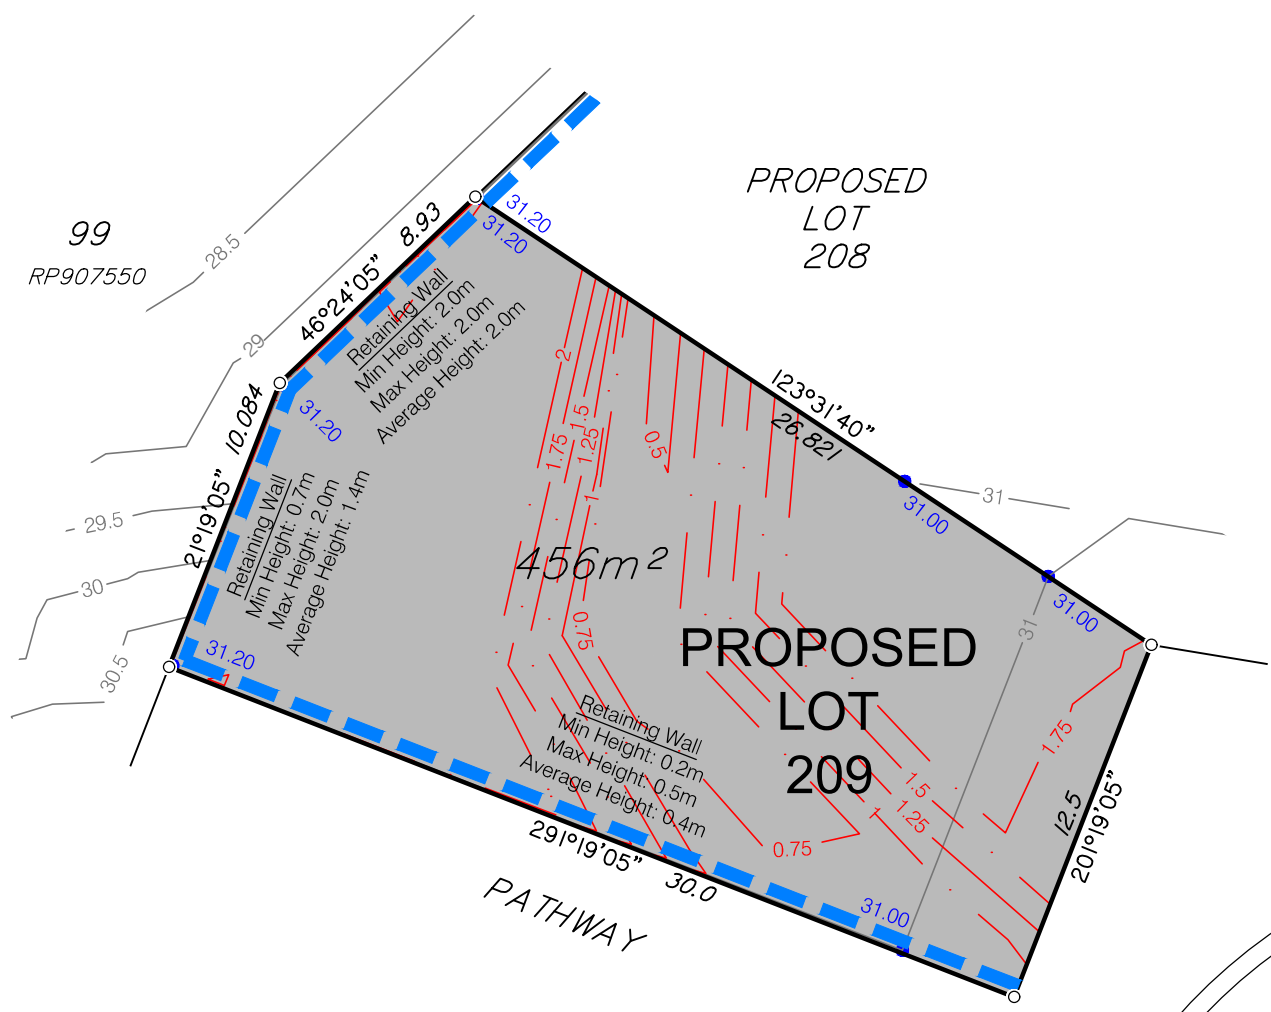 PROPOSED
LOT
208
99
RP907550
28.5
29
29.5
30
30.5
8.93
46°24'05"
10.084
21°19'05"
31.20
31.20
31.20
31.20
Retaining Wall
Min Height: 2.0m
Max Height: 2.0m
Average Height: 2.0m
Retaining Wall
Min Height: 0.7m
Max Height: 2.0m
Average Height: 1.4m
2
1.75
1.5
1.25
1
0.75
0.5
123°31'40"
26.821
31.00
31
31.00
31
456m²
PROPOSED
LOT
209
Retaining Wall
Min Height: 0.2m
Max Height: 0.5m
Average Height: 0.4m
1.75
1.5
1.25
1
0.75
12.5
201°19'05"
31.00
291°19'05"
30.0
PATHWAY